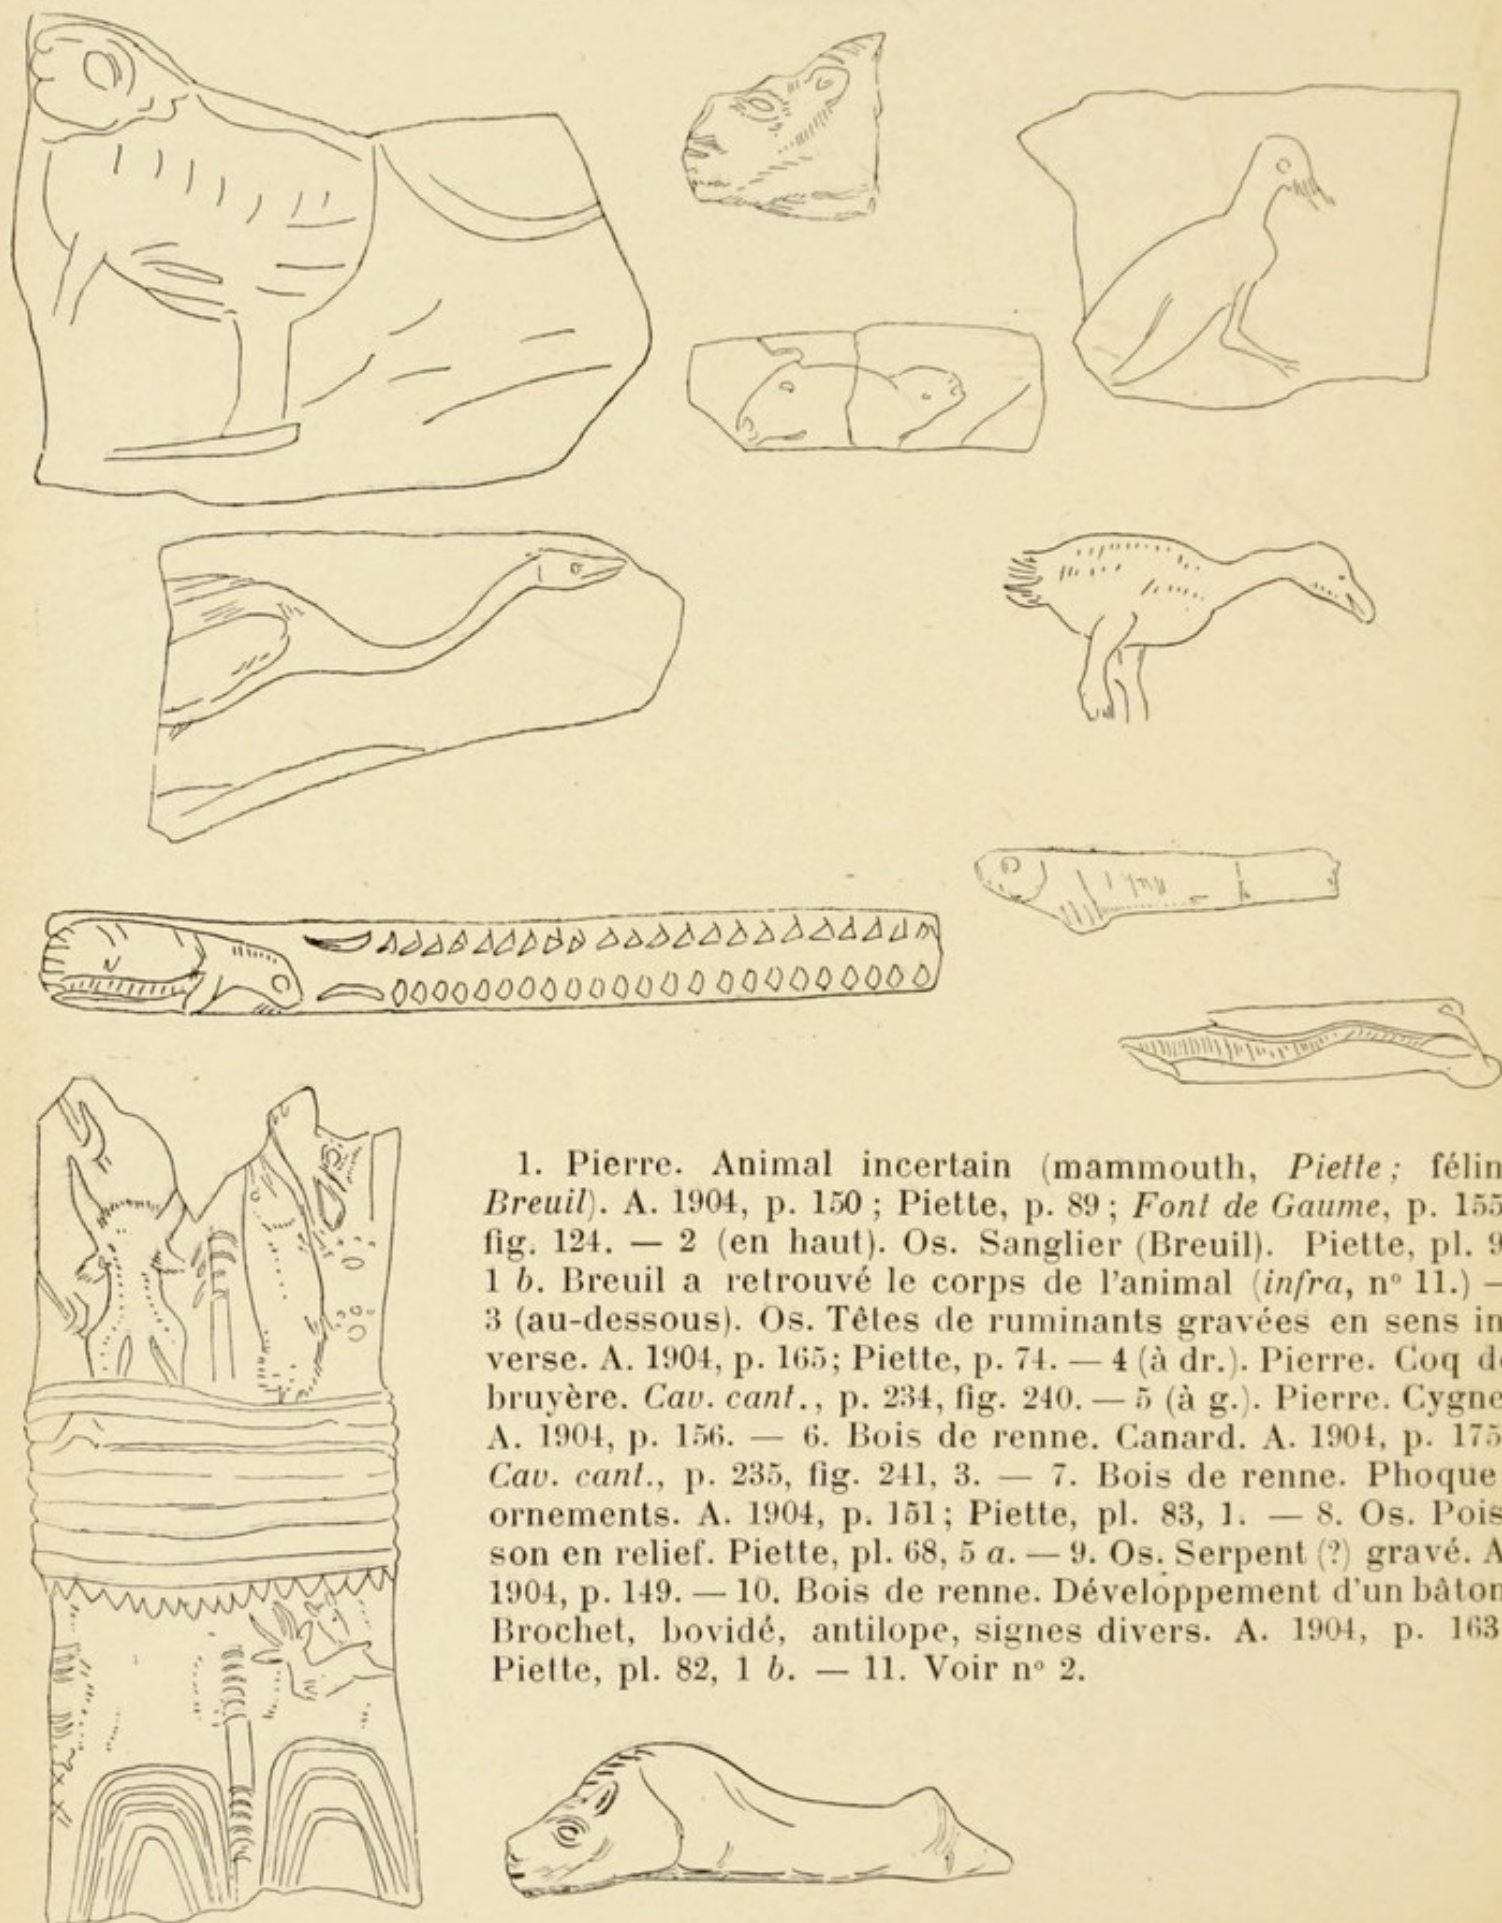 1. Pierre. Animal incertain (mammouth, Piette ; félin
Breuil). A. 1904, p. 150 ; Piette, p. 89 ; Font de Gaume, p. 155
fig. 124. — 2 (en haut). Os. Sanglier (Breuil). Piette, pl. 9
1 b. Breuil a retrouvé le corps de l'animal (infra, n° 11.) —
3 (au-dessous). Os. Têtes de ruminants gravées en sens in
verse. A. 1904, p. 165; Piette, p. 74. — 4 (à dr.). Pierre. Coq de
bruyère. Cav. cant., p. 234, fig. 240. — 5 (à g.). Pierre. Cygne
A. 1904, p. 156. — 6. Bois de renne. Canard. A. 1904, p. 175
Cav. cant., p. 235, fig. 241, 3. — 7. Bois de renne. Phoque
ornements. A. 1904, p. 151; Piette, pl. 83, 1. — 8. Os. Pois
son en relief. Piette, pl. 68, 5 a. — 9. Os. Serpent (?) gravé. A
1904, p. 149. — 10. Bois de renne. Développement d'un bâton
Brochet, bovidé, antilope, signes divers. A. 1904, p. 163
Piette, pl. 82, 1 b. — 11. Voir n° 2.